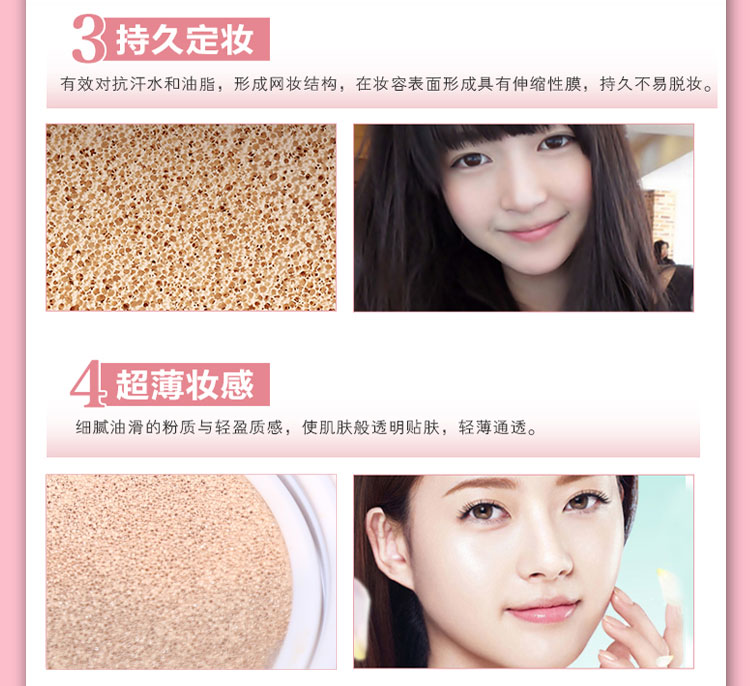 3 持久定妆
有效对抗汗水和油脂，形成网妆结构，在妆容表面形成具有伸缩性膜，持久不易脱妆。
4 超薄妆感
细腻油滑的粉质与轻盈质感，使肌肤般透明贴肤，轻薄通透。